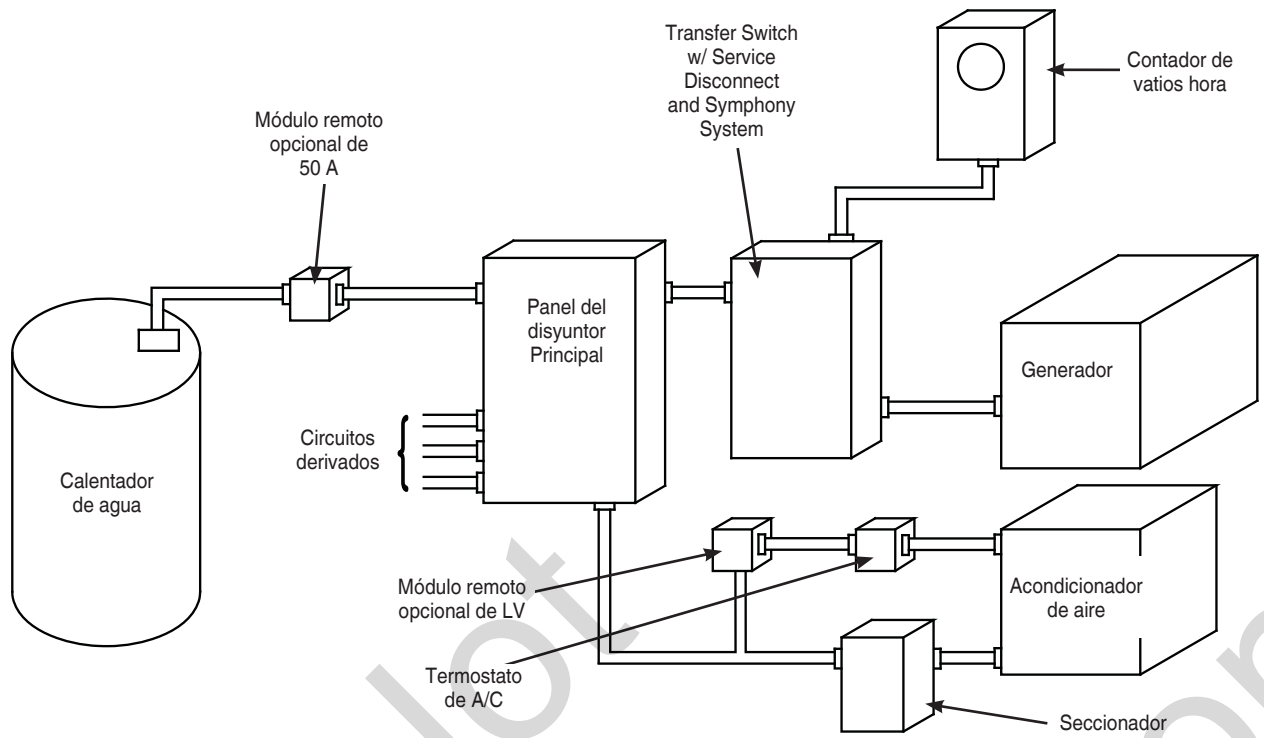 Transfer Switch
w/ Service
Disconnect
and Symphony
System
Contador de
vatios hora
Módulo remoto
opcional de
50 A
Panel del
disyuntor
Principal
Generador
Circuitos
derivados
Calentador
de agua
Módulo remoto
opcional de LV
Acondicionador
de aire
Termostato
de A/C
Seccionador